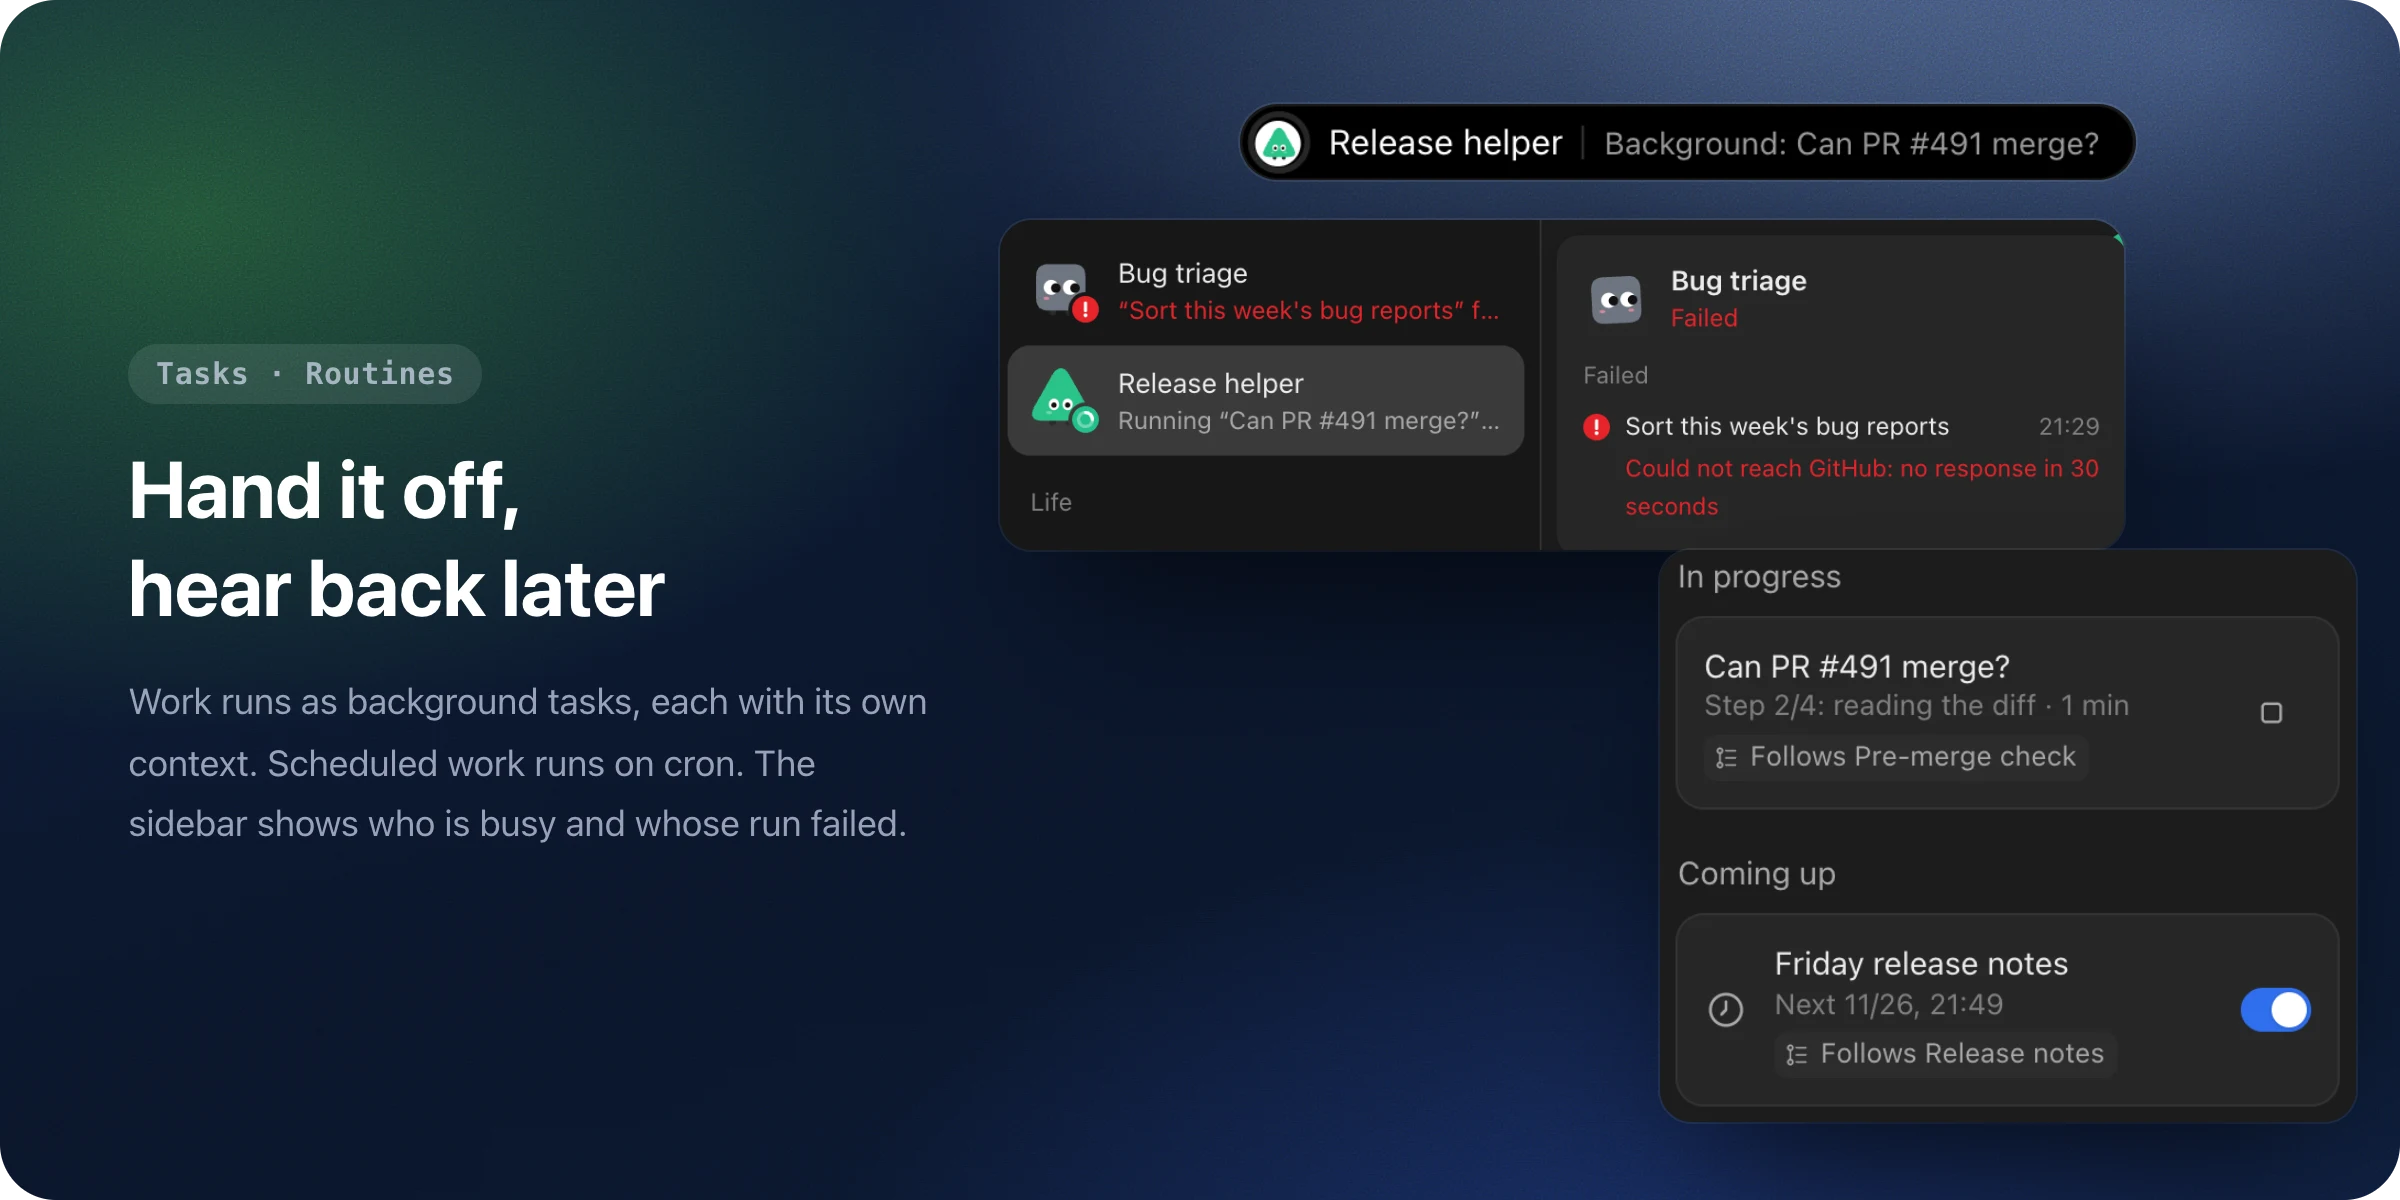 Tasks · Routines
Hand it off,
hear back later
Work runs as background tasks, each with its own
context. Scheduled work runs on cron. The
sidebar shows who is busy and whose run failed.
Release helper
Background: Can PR #491 merge?
Bug triage
“Sort this week's bug reports” f...
Release helper
Running “Can PR #491 merge?”...
Life
Bug triage
Failed
Failed
Sort this week's bug reports 21:29
Could not reach GitHub: no response in 30
seconds
In progress
Can PR #491 merge?
Step 2/4: reading the diff · 1 min
Follows Pre-merge check
Coming up
Friday release notes
Next 11/26, 21:49
Follows Release notes